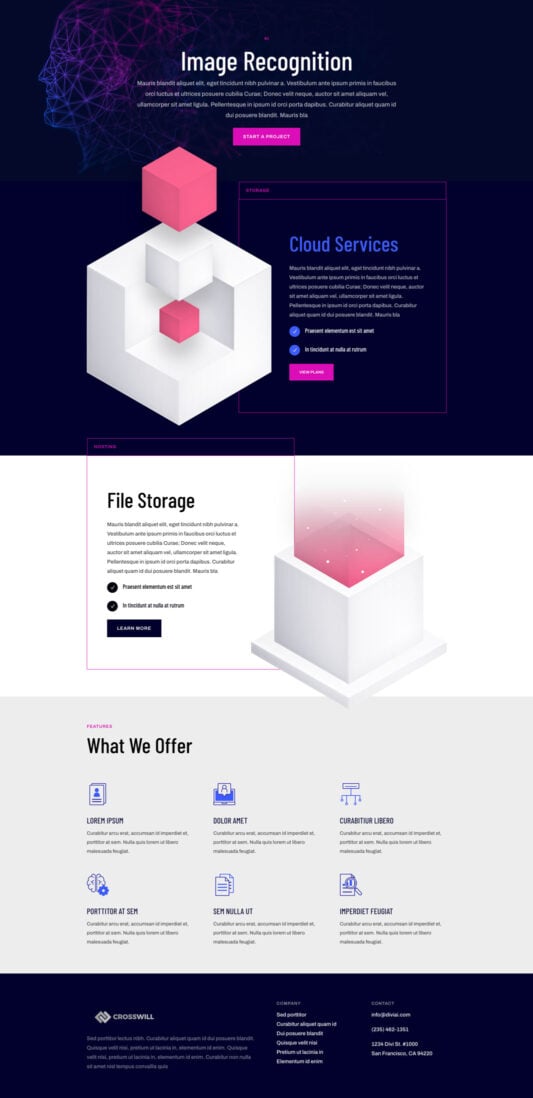 AI
Image Recognition
Mauris blandit aliquet elit, eget tincidunt nibh pulvinar a. Vestibulum ante ipsum primis in faucibus
orci luctus et ultrices posuere cubilia Curae; Donec velit neque, auctor sit amet aliquam vel,
ullamcorper sit amet ligula. Pellentesque in ipsum id orci porta dapibus. Curabitur aliquet quam id
dui posuere blandit. Mauris bla
START A PROJECT
STORAGE
Cloud Services
Mauris blandit aliquet elit, eget tincidunt nibh pulvinar a.
Vestibulum ante ipsum primis in faucibus orci luctus et
ultrices posuere cubilia Curae; Donec velit neque, auctor
sit amet aliquam vel, ullamcorper sit amet ligula.
Pellentesque in ipsum id orci porta dapibus. Curabitur
aliquet quam id dui posuere blandit. Mauris bla
Praesent elementum est sit amet
In tincidunt at nulla at rutrum
VIEW PLANS
HOSTING
File Storage
Mauris blandit aliquet elit, eget tincidunt nibh pulvinar a.
Vestibulum ante ipsum primis in faucibus orci luctus et
ultrices posuere cubilia Curae; Donec velit neque,
auctor sit amet aliquam vel, ullamcorper sit amet ligula.
Pellentesque in ipsum id orci porta dapibus. Curabitur
aliquet quam id dui posuere blandit. Mauris bla
Praesent elementum est sit amet
In tincidunt at nulla at rutrum
LEARN MORE
FEATURES
What We Offer
LOREM IPSUM
Curabitur arcu erat, accumsan id imperdiet et,
porttitor at sem. Nulla quis lorem ut libero
malesuada feugiat.
DOLOR AMET
Curabitur arcu erat, accumsan id imperdiet et,
porttitor at sem. Nulla quis lorem ut libero
malesuada feugiat.
CURABITIUR LIBERO
Curabitur arcu erat, accumsan id imperdiet et,
porttitor at sem. Nulla quis lorem ut libero
malesuada feugiat.
PORTTITOR AT SEM
Curabitur arcu erat, accumsan id imperdiet et,
porttitor at sem. Nulla quis lorem ut libero
malesuada feugiat.
SEM NULLA UT
Curabitur arcu erat, accumsan id imperdiet et,
porttitor at sem. Nulla quis lorem ut libero
malesuada feugiat.
IMPERDIET FEUGIAT
Curabitur arcu erat, accumsan id imperdiet et,
porttitor at sem. Nulla quis lorem ut libero
malesuada feugiat.
CROSSWILL
Sed porttitor lectus nibh. Curabitur aliquet quam id dui posuere blandit.
Quisque velit nisi, pretium ut lacinia in, elementum id enim. Quisque
velit nisi, pretium ut lacinia in, elementum id enim. Curabitur non nulla
sit amet nisl tempus convallis quis
COMPANY
Sed porttitor
Curabitur aliquet quam id
Dui posuere blandit
Quisque velit nisi
Pretium ut lacinia in
Elementum id enim
CONTACT
info@diviai.com
(235) 462-1351
1234 Divi St. #1000
San Francisco, CA 94220